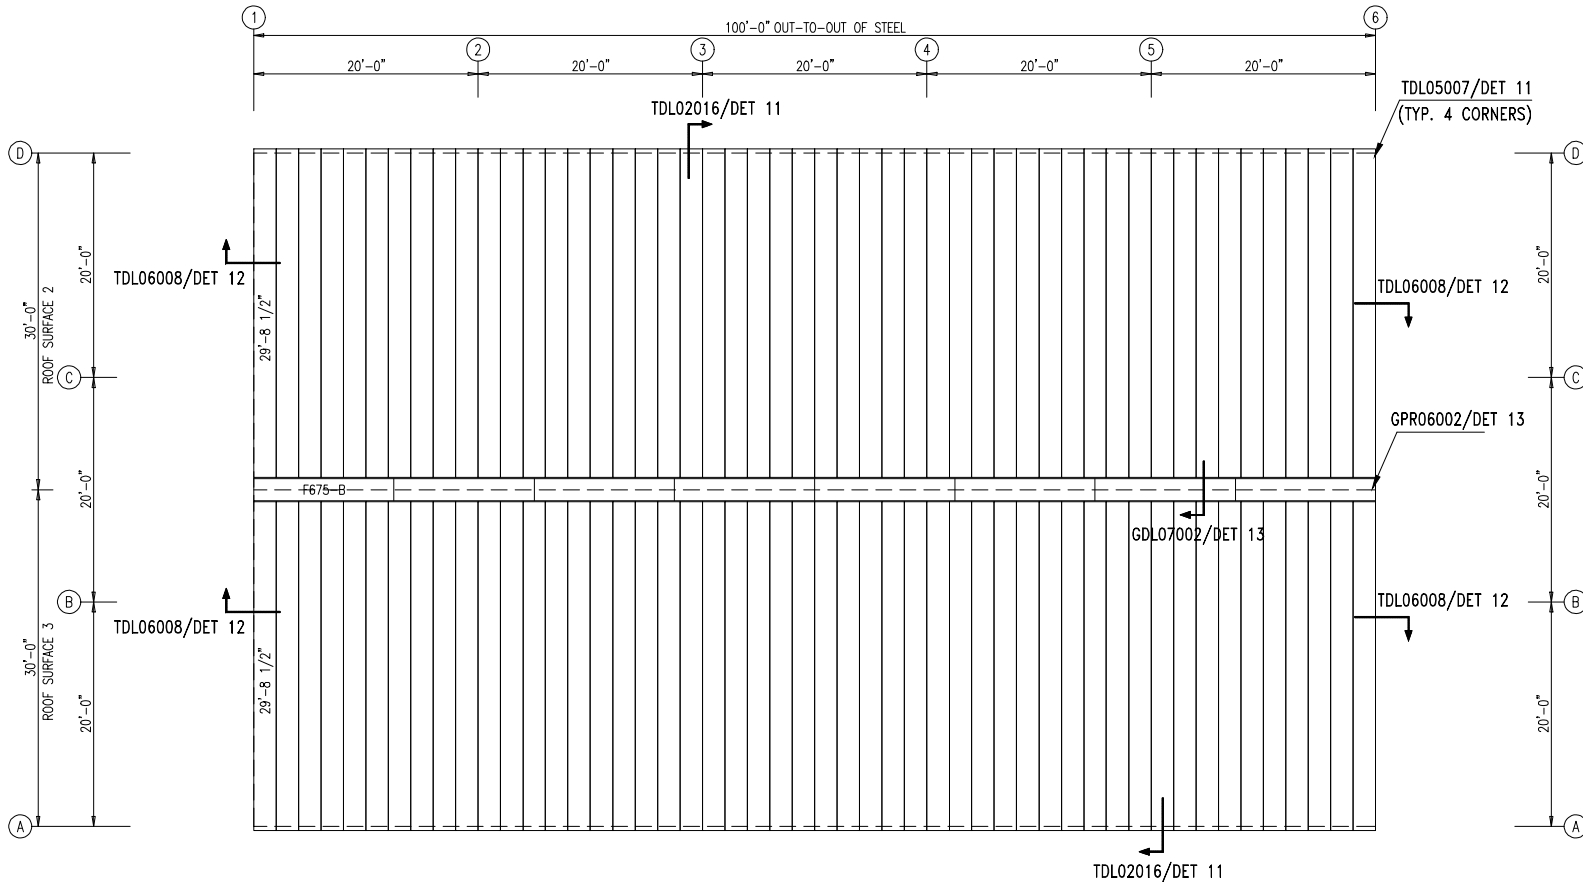 1
6
100'-0" OUT-TO-OUT OF STEEL
2
3
4
5
20'-0"
20'-0"
20'-0"
20'-0"
20'-0"
TDL05007/DET 11
(TYP. 4 CORNERS)
TDL02016/DET 11
D
D
20'-0"
20'-0"
TDL06008/DET 12
TDL06008/DET 12
30'-0"
ROOF SURFACE 2
29'-8 1/2"
C
C
GPR06002/DET 13
F675-B
20'-0"
20'-0"
GDL07002/DET 13
B
B
TDL06008/DET 12
TDL06008/DET 12
30'-0"
ROOF SURFACE 3
20'-0"
29'-8 1/2"
20'-0"
A
A
TDL02016/DET 11